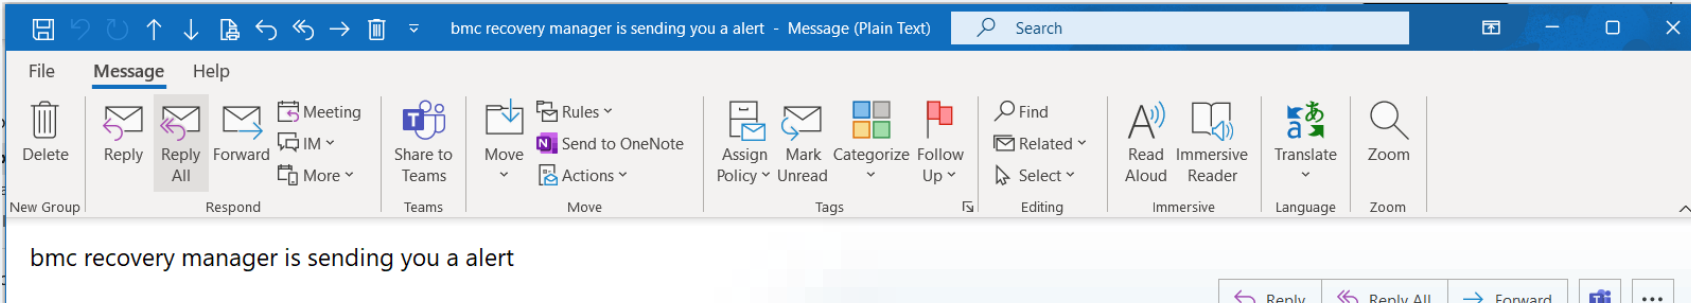 bmc recovery manager is sending you a alert - Message (Plain Text) Search
File Message Help
Delete
New Group
Reply
Reply All
Forward
Meeting
IM
More
Respond
Share to Teams
Teams
Move
Rules
Send to OneNote
Actions
Move
Assign Policy
Mark Unread
Categorize
Follow Up
Tags
Find
Related
Select
Editing
Read Aloud
Immersive Reader
Immersive
Translate
Language
Zoom
Zoom
bmc recovery manager is sending you a alert
Reply Reply All Forward